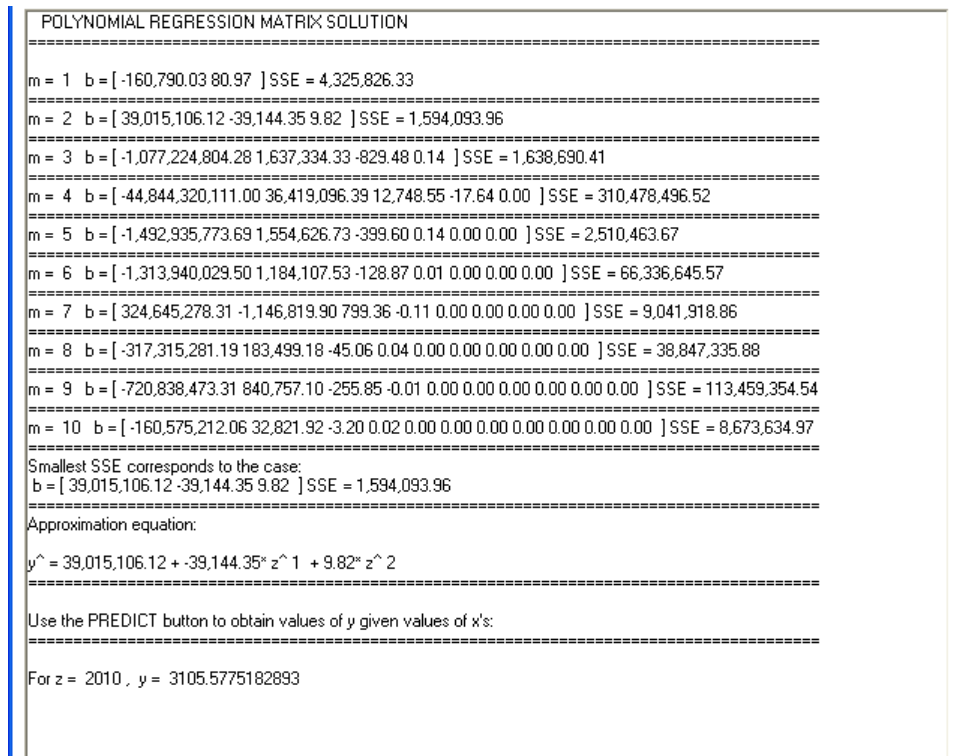 POLYNOMIAL REGRESSION MATRIX SOLUTION
========================================================================================
m = 1 b = [ -160,790.03 80.97 ] SSE = 4,325,826.33
========================================================================================
m = 2 b = [ 39,015,106.12 -39,144.35 9.82 ] SSE = 1,594,093.96
========================================================================================
m = 3 b = [ -1,077,224,804.28 1,637,334.33 -829.48 0.14 ] SSE = 1,638,690.41
========================================================================================
m = 4 b = [ -44,844,320,111.00 36,419,096.39 12,748.55 -17.64 0.00 ] SSE = 310,478,496.52
========================================================================================
m = 5 b = [ -1,492,935,773.69 1,554,626.73 -399.60 0.14 0.00 0.00 ] SSE = 2,510,463.67
========================================================================================
m = 6 b = [ -1,313,940,029.50 1,184,107.53 -128.87 0.01 0.00 0.00 0.00 ] SSE = 66,336,645.57
========================================================================================
m = 7 b = [ 324,645,278.31 -1,146,819.90 799.36 -0.11 0.00 0.00 0.00 0.00 ] SSE = 9,041,918.86
========================================================================================
m = 8 b = [ -317,315,281.19 183,499.18 -45.06 0.04 0.00 0.00 0.00 0.00 0.00 ] SSE = 38,847,335.88
========================================================================================
m = 9 b = [ -720,838,473.31 840,757.10 -255.85 -0.01 0.00 0.00 0.00 0.00 0.00 0.00 ] SSE = 113,459,354.54
========================================================================================
m = 10 b = [ -160,575,212.06 32,821.92 -3.20 0.02 0.00 0.00 0.00 0.00 0.00 0.00 0.00 ] SSE = 8,673,634.97
========================================================================================
Smallest SSE corresponds to the case:
b = [ 39,015,106.12 -39,144.35 9.82 ] SSE = 1,594,093.96
========================================================================================
Approximation equation:
y^ = 39,015,106.12 + -39,144.35* z^ 1 + 9.82* z^ 2
========================================================================================
Use the PREDICT button to obtain values of y given values of x's:
========================================================================================
For z = 2010 , y = 3105.5775182893